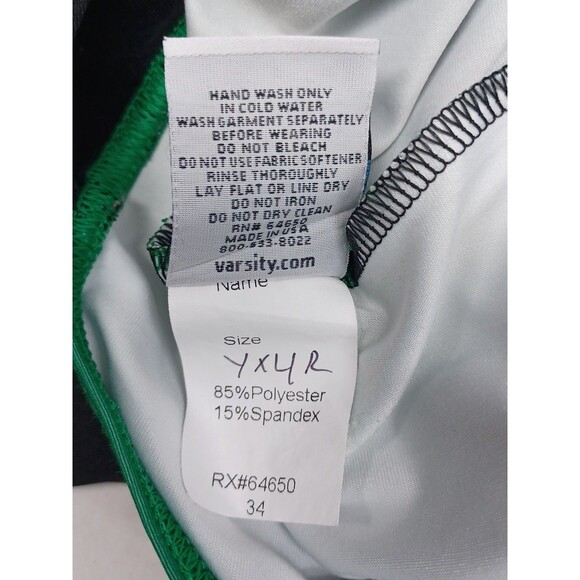 HAND WASH ONLY
IN COLD WATER
WASH GARMENT SEPARATELY
BEFORE WEARING
DO NOT BLEACH
DO NOT USE FABRIC SOFTENER
RINSE THOROUGHLY
LAY FLAT OR LINE DRY
DO NOT IRON
DO NOT DRY CLEAN
RN# 64650
MADE IN USA
800-533-8022
varsity.com
Name
Size
YX4R
85%Polyester
15%Spandex
RX#64650
34